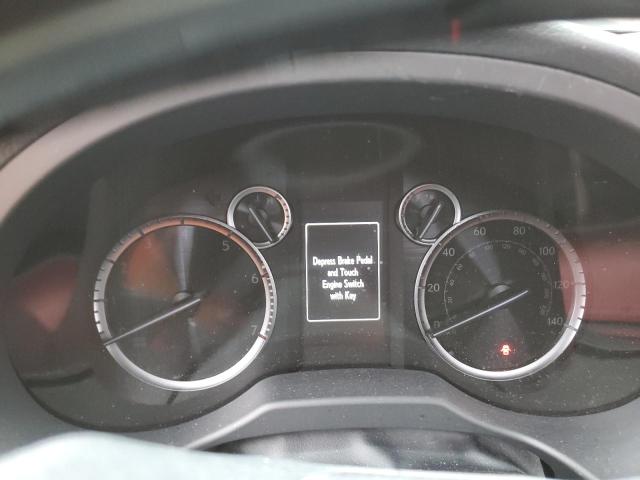 Depress Brake Pedal
and Touch
Engine Switch
with Key
5
6
7
0
20
40
60
80
100
120
140